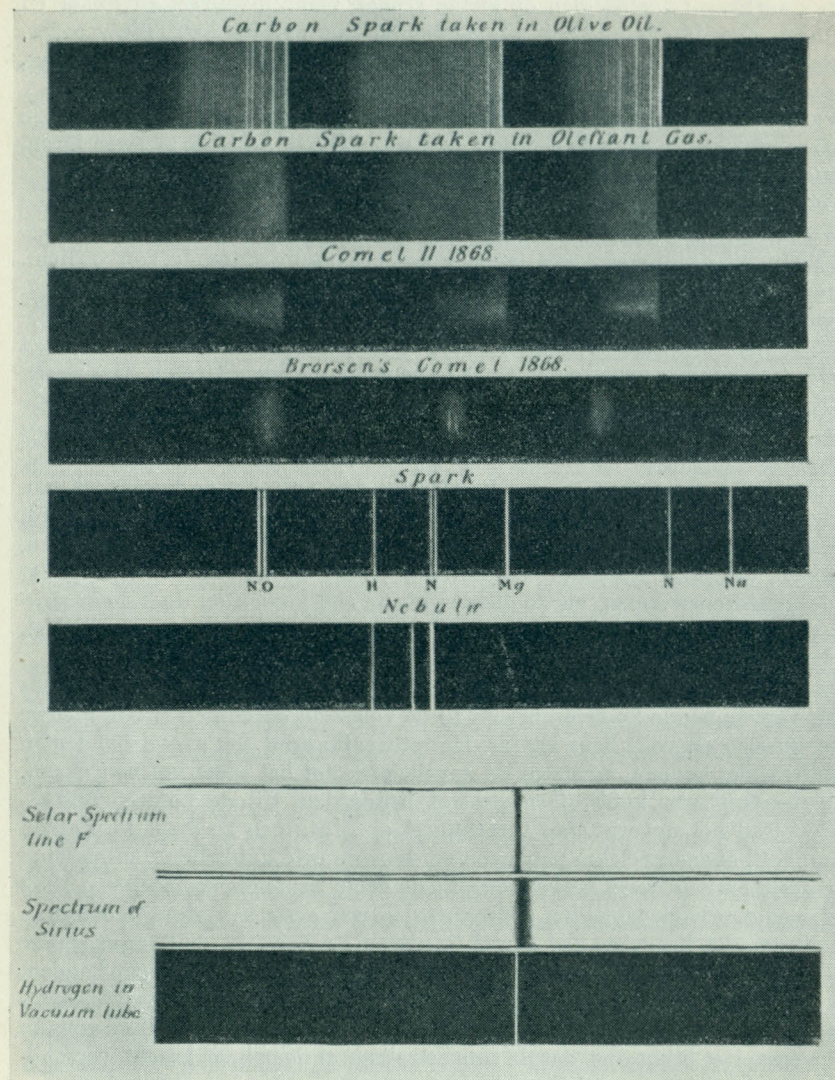 Carbon Spark taken in Olive Oil.
Carbon Spark taken in Olefiant Gas.
Comet II 1868.
Brorsen's Comet 1868.
Spark
N O H N Mg N Na
Nebula
Solar Spectrum
line F
Spectrum of
Sirius
Hydrogen in
Vacuum tube